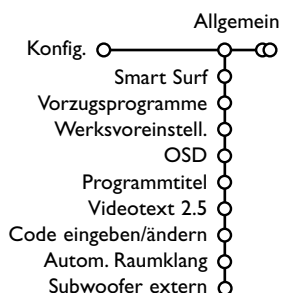 Allgemein
Konfig.
Smart Surf
Vorzugsprogramme
Werksvoreinstell.
OSD
Programmtitel
Videotext 2.5
Code eingeben/ändern
Autom. Raumklang
Subwoofer extern